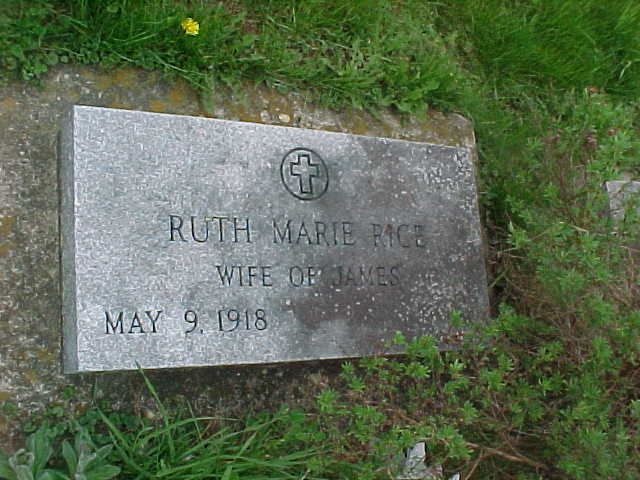 RUTH MARIE RICE
WIFE OF JAMES
MAY 9, 1918